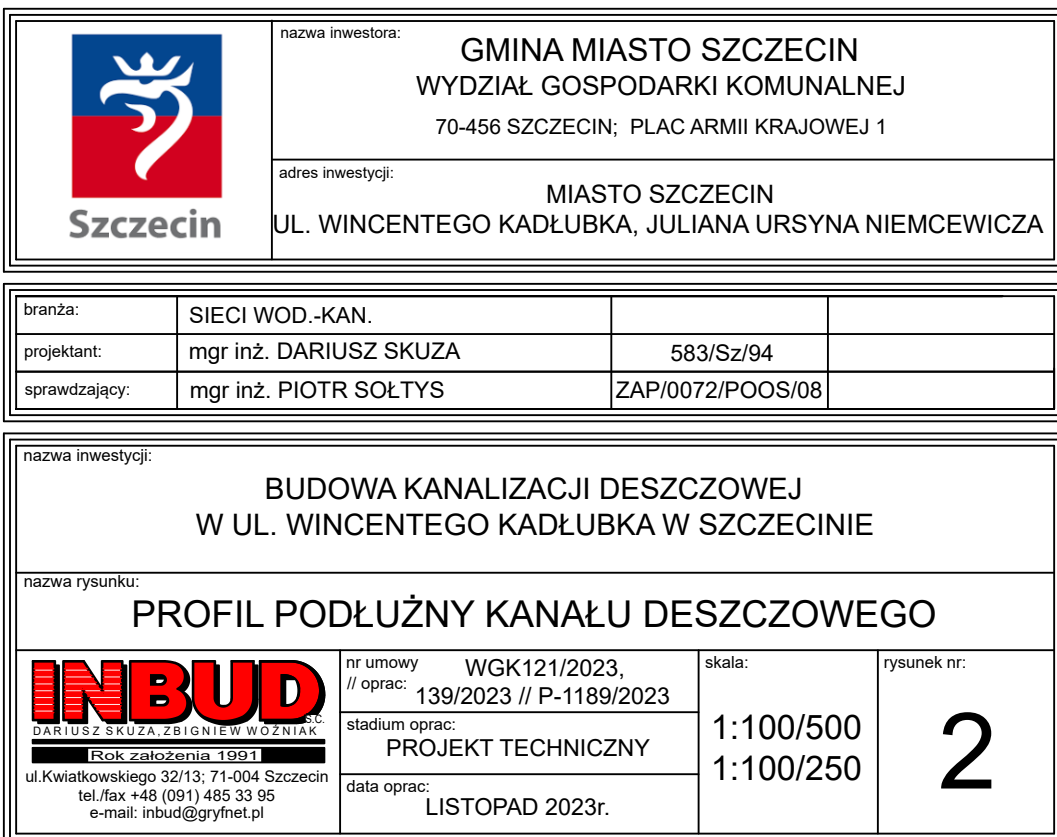 Szczecin
nazwa inwestora:
GMINA MIASTO SZCZECIN
WYDZIAŁ GOSPODARKI KOMUNALNEJ
70-456 SZCZECIN; PLAC ARMII KRAJOWEJ 1
adres inwestycji:
MIASTO SZCZECIN
UL. WINCENTEGO KADŁUBKA, JULIANA URSYNA NIEMCEWICZA
branża: SIECI WOD.-KAN.
projektant: mgr inż. DARIUSZ SKUZA 583/Sz/94
sprawdzający: mgr inż. PIOTR SOŁTYS ZAP/0072/POOS/08
nazwa inwestycji:
BUDOWA KANALIZACJI DESZCZOWEJ
W UL. WINCENTEGO KADŁUBKA W SZCZECINIE
nazwa rysunku:
PROFIL PODŁUŻNY KANAŁU DESZCZOWEGO
INBUD
S.C.
DARIUSZ SKUZA, ZBIGNIEW WOŹNIAK
Rok założenia 1991
ul.Kwiatkowskiego 32/13; 71-004 Szczecin
tel./fax +48 (091) 485 33 95
e-mail: inbud@gryfnet.pl
nr umowy WGK121/2023,
// oprac: 139/2023 // P-1189/2023
stadium oprac:
PROJEKT TECHNICZNY
data oprac:
LISTOPAD 2023r.
skala:
1:100/500
1:100/250
rysunek nr:
2